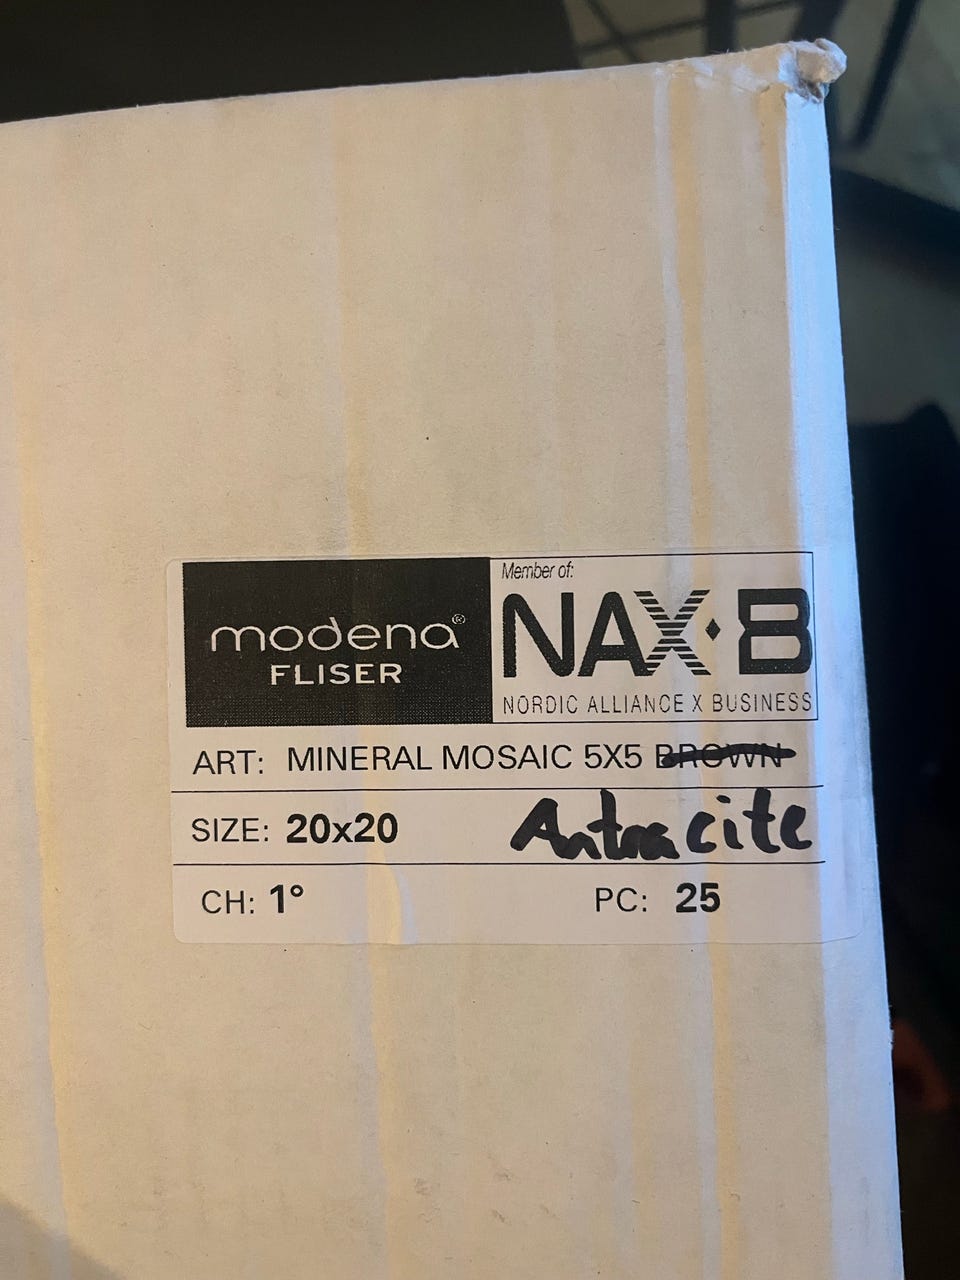 modena®
FLISER
Member of:
NAX·B
NORDIC ALLIANCE X BUSINESS
ART: MINERAL MOSAIC 5X5 BROWN
SIZE: 20x20 Antracite
CH: 1° PC: 25